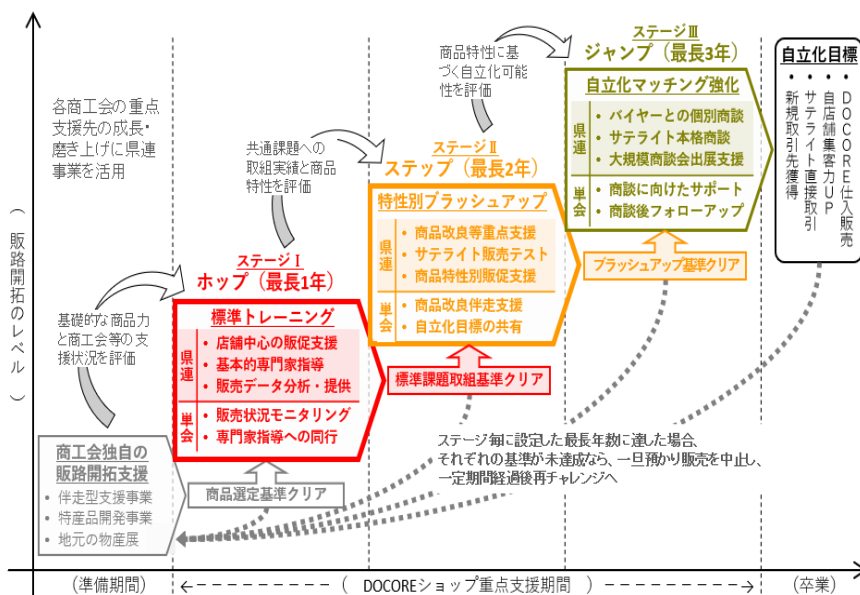 （販路開拓のレベル）
各商工会の重点
支援先の成長・
磨き上げに県連
事業を活用
基礎的な商品力
と商工会等の支
援状況を評価
商工会独自の
販路開拓支援
・ 伴走型支援事業
・ 特産品開発事業
・ 地元の物産展
商品選定基準クリア
ステージⅠ
ホップ（最長1年）
標準トレーニング
県連
・ 店舗中心の販促支援
・ 基本的専門家指導
・ 販売データ分析・提供
単会
・ 販売状況モニタリング
・ 専門家指導への同行
共通課題への
取組実績と商品
特性を評価
標準課題取組基準クリア
ステージⅡ
ステップ（最長2年）
特性別ブラッシュアップ
県連
・ 商品改良等重点支援
・ サテライト販売テスト
・ 商品特性別販促支援
単会
・ 商品改良伴走支援
・ 自立化目標の共有
商品特性に基
づく自立化可能
性を評価
ブラッシュアップ基準クリア
ステージⅢ
ジャンプ（最長3年）
自立化マッチング強化
県連
・ バイヤーとの個別商談
・ サテライト本格商談
・ 大規模商談会出展支援
単会
・ 商談に向けたサポート
・ 商談後フォローアップ
自立化目標
・ DOCORE仕入販売
・ 自店舗集客力UP
・ サテライト直接取引
・ 新規取引先獲得
ステージ毎に設定した最長年数に達した場合、
それぞれの基準が未達成なら、一旦預かり販売を中止し、
一定期間経過後再チャレンジへ
（準備期間）
（ DOCOREショップ重点支援期間 ）
（卒業）